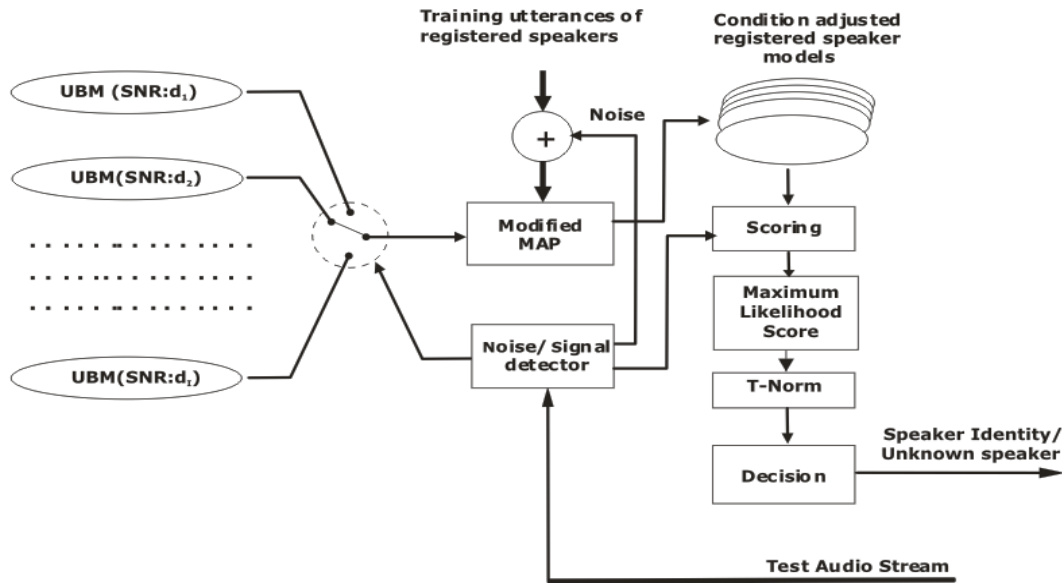 Training utterances of
registered speakers
Condition adjusted
registered speaker
models
UBM (SNR:d₁)
Noise
+
UBM(SNR:d₂)
Modified
MAP
Scoring
Maximum
Likelihood
Score
Noise/ Signal
detector
UBM(SNR:dɪ)
T-Norm
Speaker Identity/
Unknown speaker
Decision
Test Audio Stream